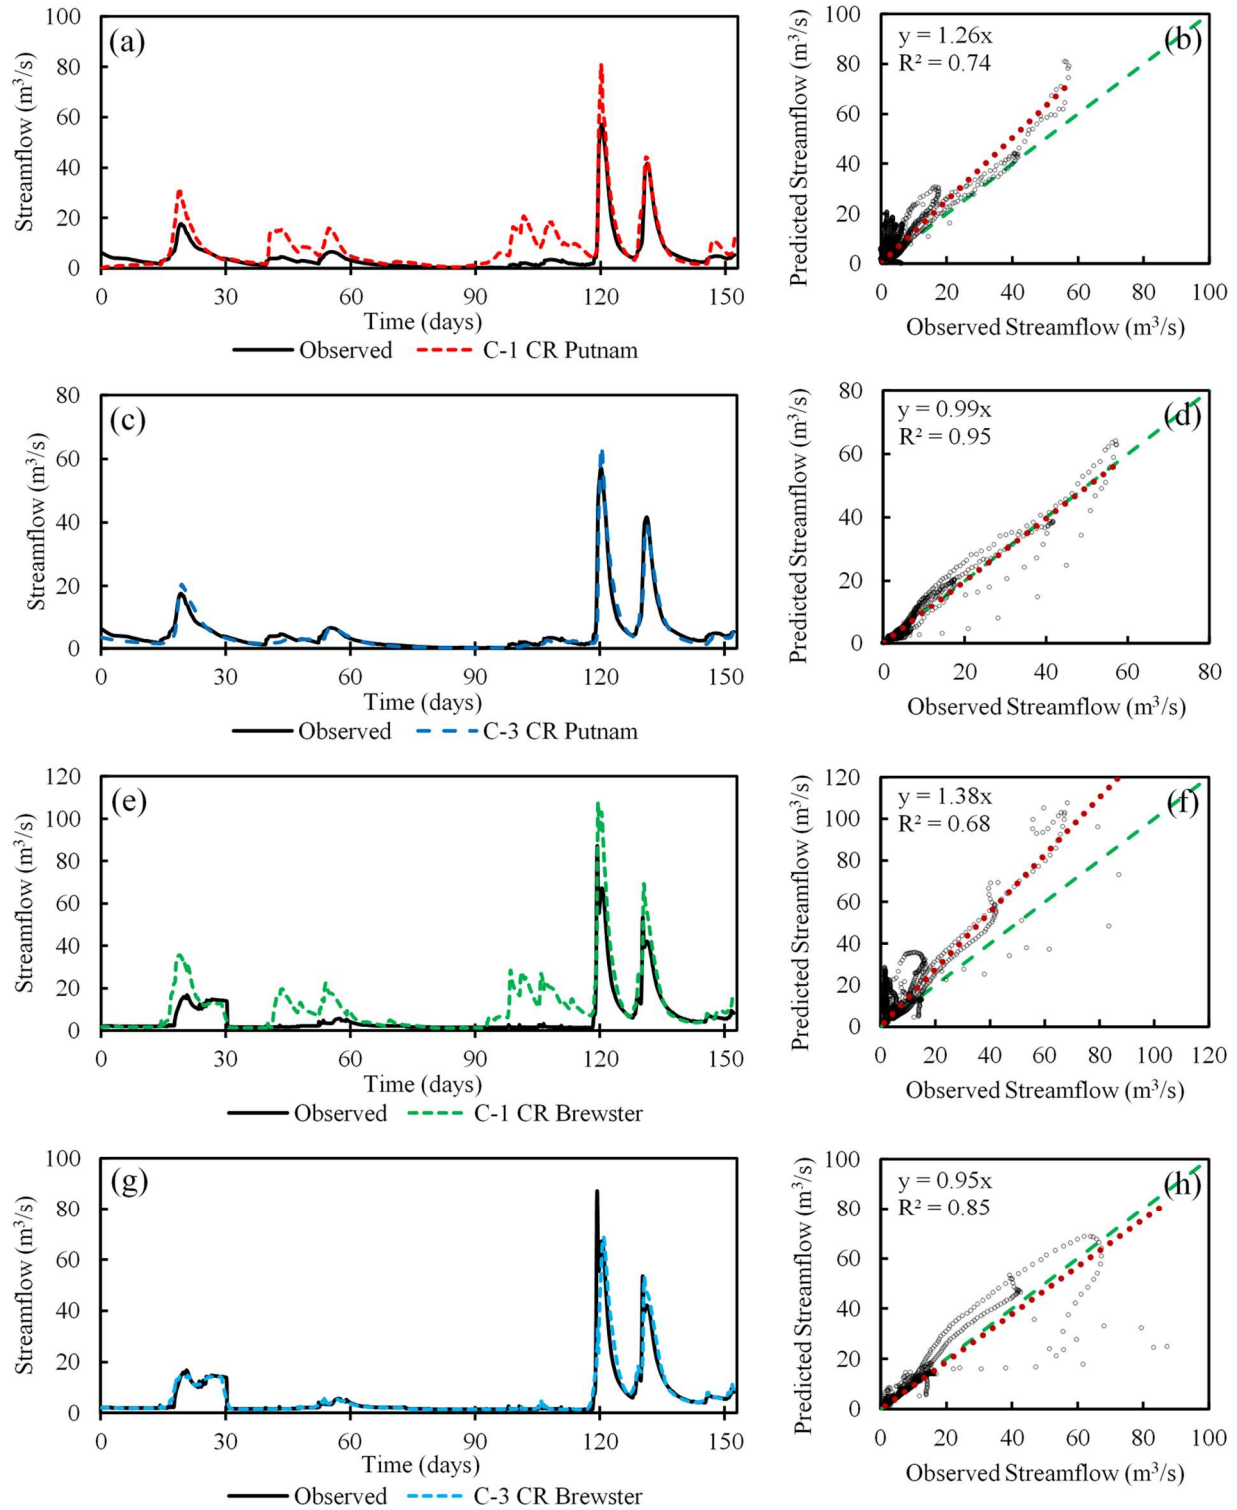 (a)
Streamflow (m³/s)
100
80
60
40
20
0
0 30 60 90 120 150
Time (days)
Observed C-1 CR Putnam
(b)
y = 1.26x
R² = 0.74
Predicted Streamflow (m³/s)
100
80
60
40
20
0
0 20 40 60 80 100
Observed Streamflow (m³/s)
(c)
Streamflow (m³/s)
80
60
40
20
0
0 30 60 90 120 150
Time (days)
Observed C-3 CR Putnam
(d)
y = 0.99x
R² = 0.95
Predicted Streamflow (m³/s)
80
60
40
20
0
0 20 40 60 80
Observed Streamflow (m³/s)
(e)
Streamflow (m³/s)
120
100
80
60
40
20
0
0 30 60 90 120 150
Time (days)
Observed C-1 CR Brewster
(f)
y = 1.38x
R² = 0.68
Predicted Streamflow (m³/s)
120
100
80
60
40
20
0
0 20 40 60 80 100 120
Observed Streamflow (m³/s)
(g)
Streamflow (m³/s)
100
80
60
40
20
0
0 30 60 90 120 150
Time (days)
Observed C-3 CR Brewster
(h)
y = 0.95x
R² = 0.85
Predicted Streamflow (m³/s)
100
80
60
40
20
0
0 20 40 60 80 100
Observed Streamflow (m³/s)